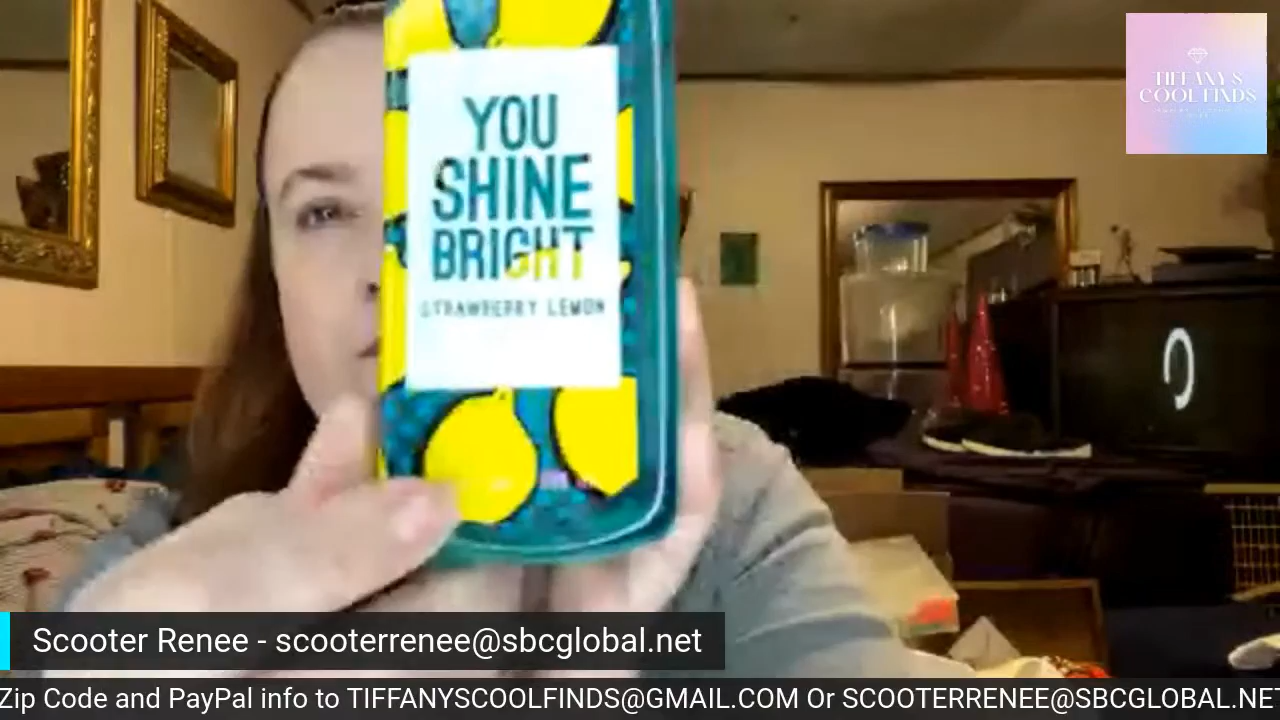 TIFFANY'S
COOL FINDS
YOU
SHINE
BRIGHT
STRAWBERRY LEMON
Scooter Renee - scooterrenee@sbcglobal.net
Zip Code and PayPal info to TIFFANYSCOOLFINDS@GMAIL.COM Or SCOOTERRENEE@SBCGLOBAL.NET